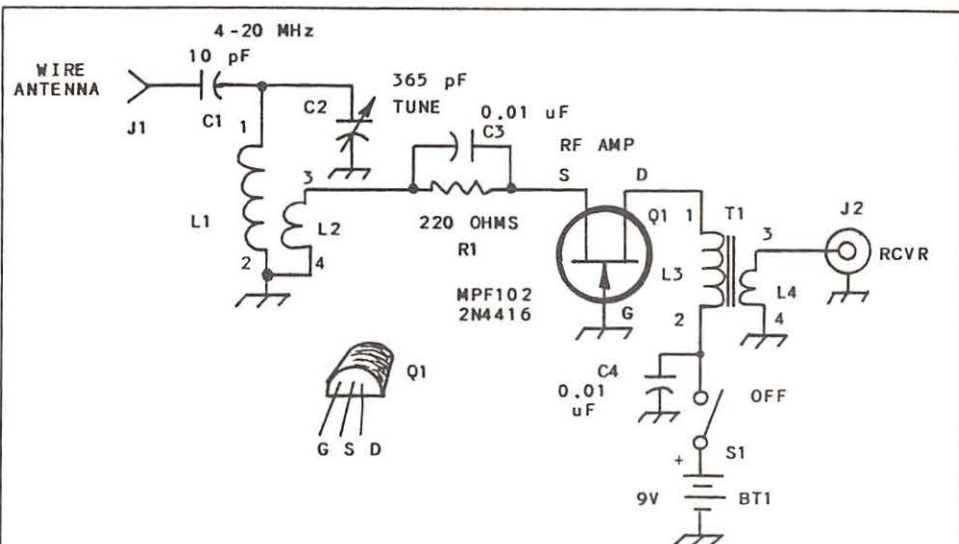 4-20 MHz
10 pF
WIRE
ANTENNA
J1
C1
1
C2
365 pF
TUNE
0.01 uF
C3
RF AMP
S
D
3
L1
L2
220 OHMS
R1
2
4
Q1
1
T1
3
J2
RCVR
L3
L4
MPF102
2N4416
G
2
4
Q1
G S D
C4
0.01
uF
OFF
S1
+
9V
BT1